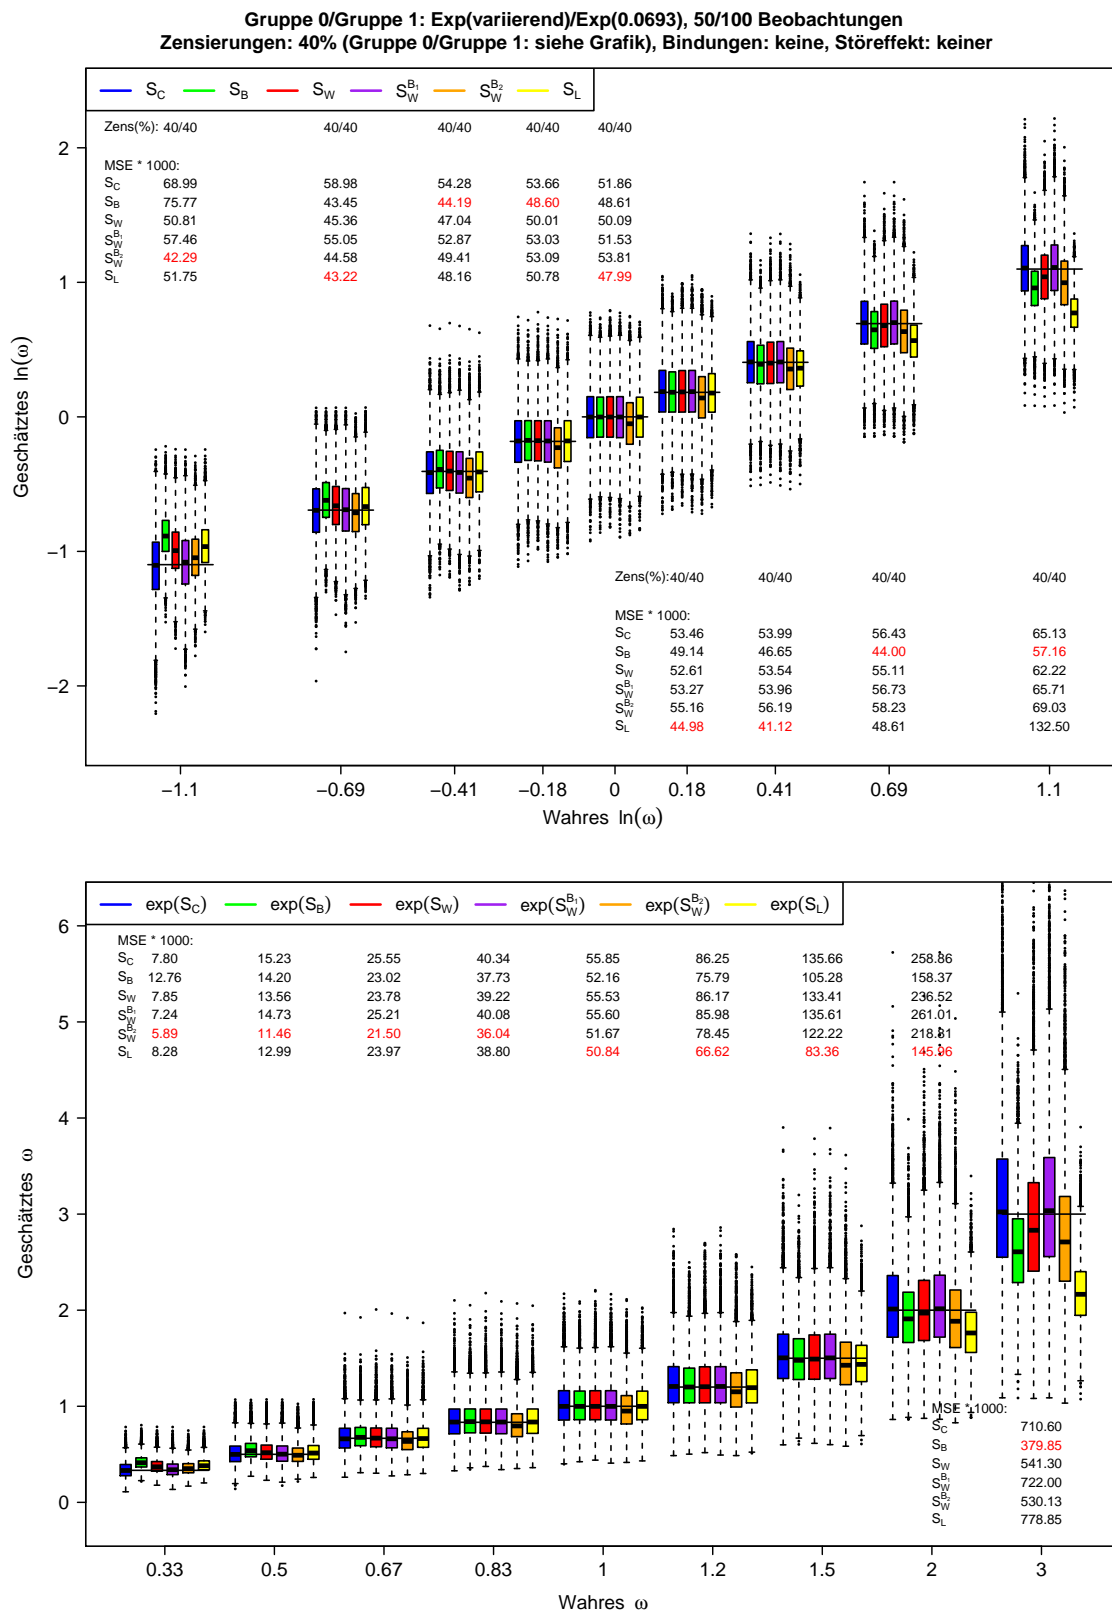 Gruppe 0/Gruppe 1: Exp(variierend)/Exp(0.0693), 50/100 Beobachtungen
Zensierungen: 40% (Gruppe 0/Gruppe 1: siehe Grafik), Bindungen: keine, Störeffekt: keiner
S_C S_B S_W S_W^{B_1} S_W^{B_2} S_L
Zens(%): 40/40 40/40 40/40 40/40 40/40
MSE * 1000:
S_C 68.99 58.98 54.28 53.66 51.86
S_B 75.77 43.45 44.19 48.60 48.61
S_W 50.81 45.36 47.04 50.01 50.09
S_W^{B_1} 57.46 55.05 52.87 53.03 51.53
S_W^{B_2} 42.29 44.58 49.41 53.09 53.81
S_L 51.75 43.22 48.16 50.78 47.99
Zens(%): 40/40 40/40 40/40 40/40
MSE * 1000:
S_C 53.46 53.99 56.43 65.13
S_B 49.14 46.65 44.00 57.16
S_W 52.61 53.54 55.11 62.22
S_W^{B_1} 53.27 53.96 56.73 65.71
S_W^{B_2} 55.16 56.19 58.23 69.03
S_L 44.98 41.12 48.61 132.50
Geschätztes ln(ω)
2
1
0
−1
−2
−1.1 −0.69 −0.41 −0.18 0 0.18 0.41 0.69 1.1
Wahres ln(ω)
exp(S_C) exp(S_B) exp(S_W) exp(S_W^{B_1}) exp(S_W^{B_2}) exp(S_L)
MSE * 1000:
S_C 7.80 15.23 25.55 40.34 55.85 86.25 135.66 258.86
S_B 12.76 14.20 23.02 37.73 52.16 75.79 105.28 158.37
S_W 7.85 13.56 23.78 39.22 55.53 86.17 133.41 236.52
S_W^{B_1} 7.24 14.73 25.21 40.08 55.60 85.98 135.61 261.01
S_W^{B_2} 5.89 11.46 21.50 36.04 51.67 78.45 122.22 218.81
S_L 8.28 12.99 23.97 38.80 50.84 66.62 83.36 145.96
MSE * 1000:
S_C 710.60
S_B 379.85
S_W 541.30
S_W^{B_1} 722.00
S_W^{B_2} 530.13
S_L 778.85
Geschätztes ω
6
5
4
3
2
1
0
0.33 0.5 0.67 0.83 1 1.2 1.5 2 3
Wahres ω